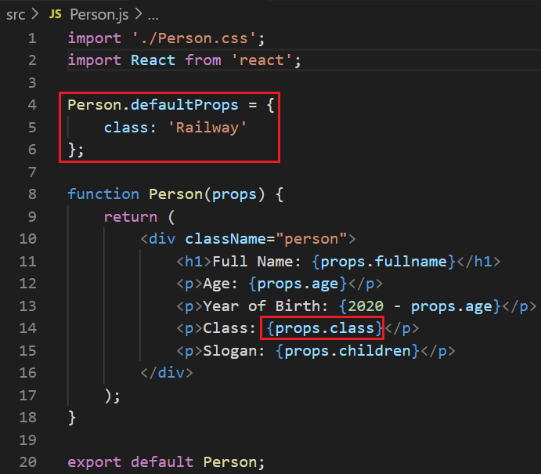 src > JS Person.js > ...
1 import './Person.css';
2 import React from 'react';
3
4 Person.defaultProps = {
5     class: 'Railway'
6 };
7
8 function Person(props) {
9     return (
10         <div className="person">
11             <h1>Full Name: {props.fullname}</h1>
12             <p>Age: {props.age}</p>
13             <p>Year of Birth: {2020 - props.age}</p>
14             <p>Class: {props.class}</p>
15             <p>Slogan: {props.children}</p>
16         </div>
17     );
18 }
19
20 export default Person;